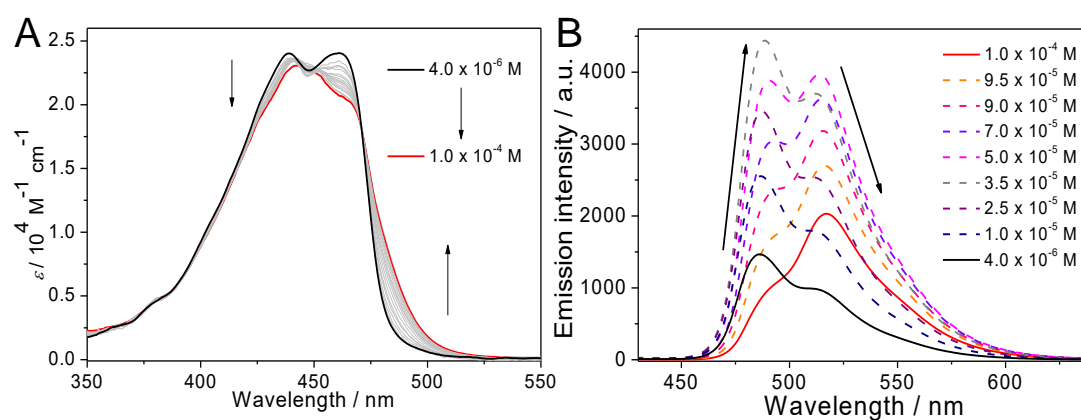 A
2.5
2.0
1.5
1.0
0.5
0.0
ε / 10⁴ M⁻¹ cm⁻¹
4.0 x 10⁻⁶ M
1.0 x 10⁻⁴ M
350 400 450 500 550
Wavelength / nm
B
4000
3000
2000
1000
0
Emission intensity / a.u.
1.0 x 10⁻⁴ M
9.5 x 10⁻⁵ M
9.0 x 10⁻⁵ M
7.0 x 10⁻⁵ M
5.0 x 10⁻⁵ M
3.5 x 10⁻⁵ M
2.5 x 10⁻⁵ M
1.0 x 10⁻⁵ M
4.0 x 10⁻⁶ M
450 500 550 600
Wavelength / nm